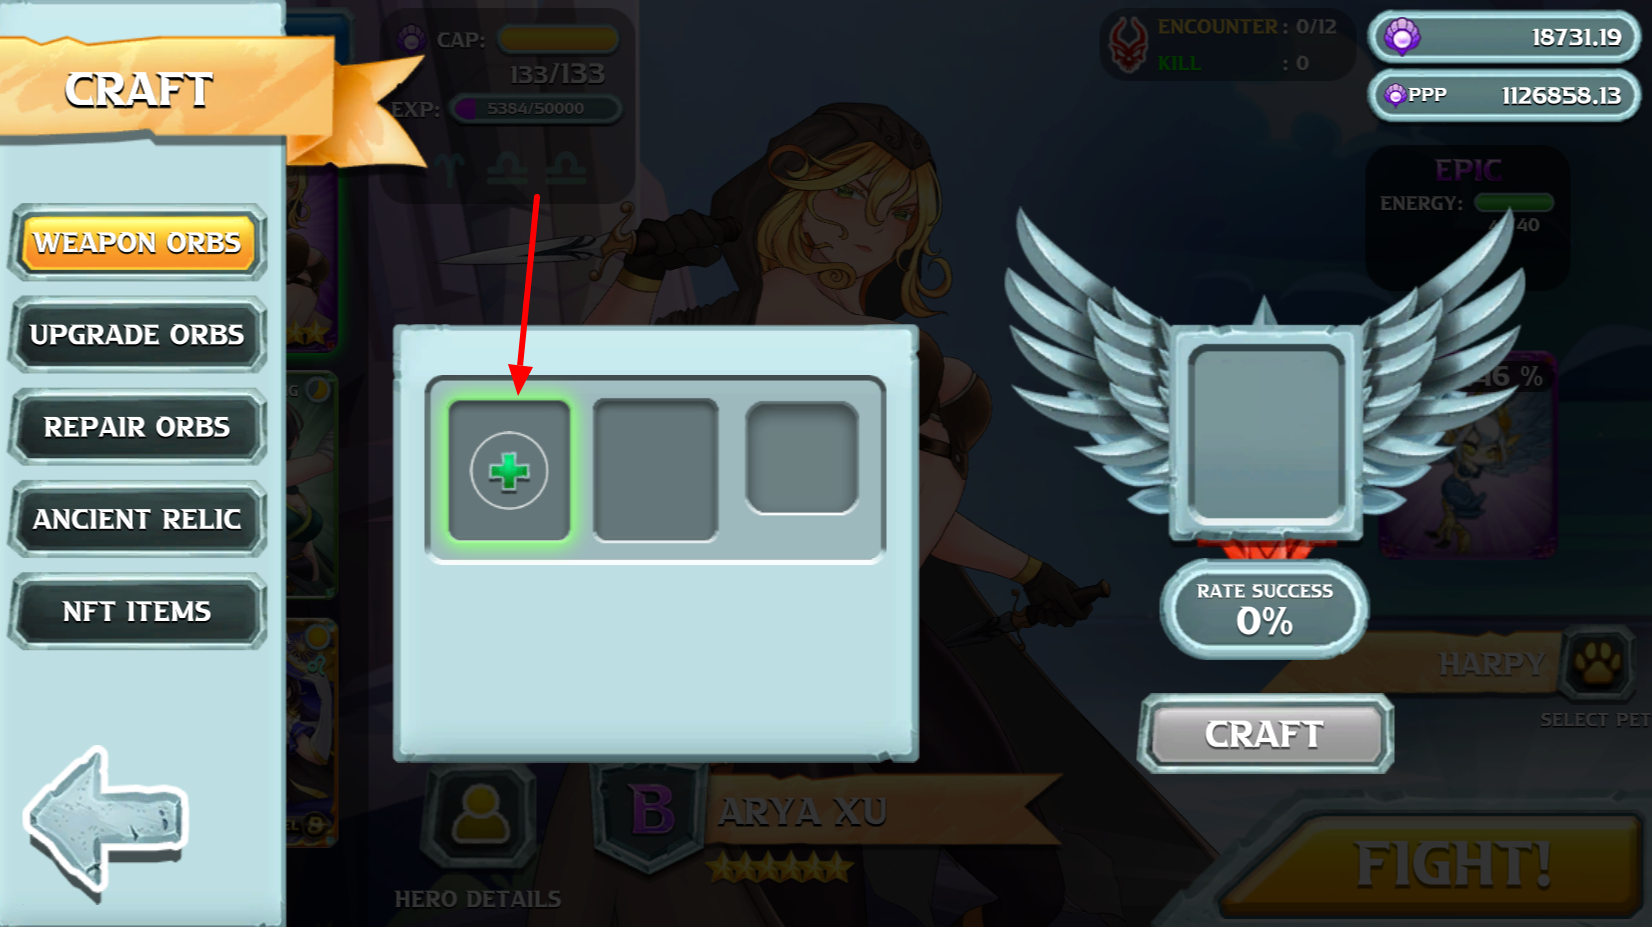 CRAFT
WEAPON ORBS
UPGRADE ORBS
REPAIR ORBS
ANCIENT RELIC
NFT ITEMS
CAP:
133/133
EXP: 5384/50000
ENCOUNTER : 0/12
KILL : 0
18731.19
PPP 1126858.13
EPIC
ENERGY:
/40
46 %
RATE SUCCESS
0%
CRAFT
HARPY
SELECT PET
B ARYA XU
HERO DETAILS
FIGHT!